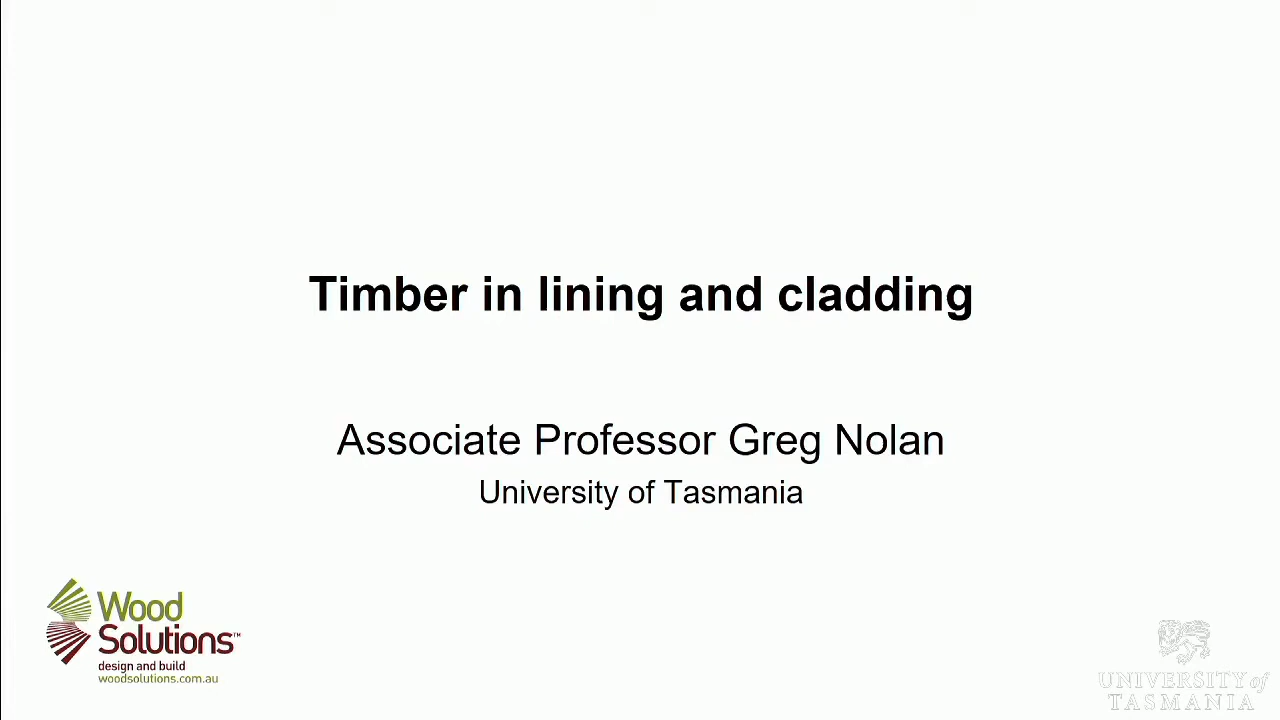 Timber in lining and cladding
Associate Professor Greg Nolan
University of Tasmania
Wood
Solutions™
design and build
woodsolutions.com.au
UNIVERSITY of
TASMANIA